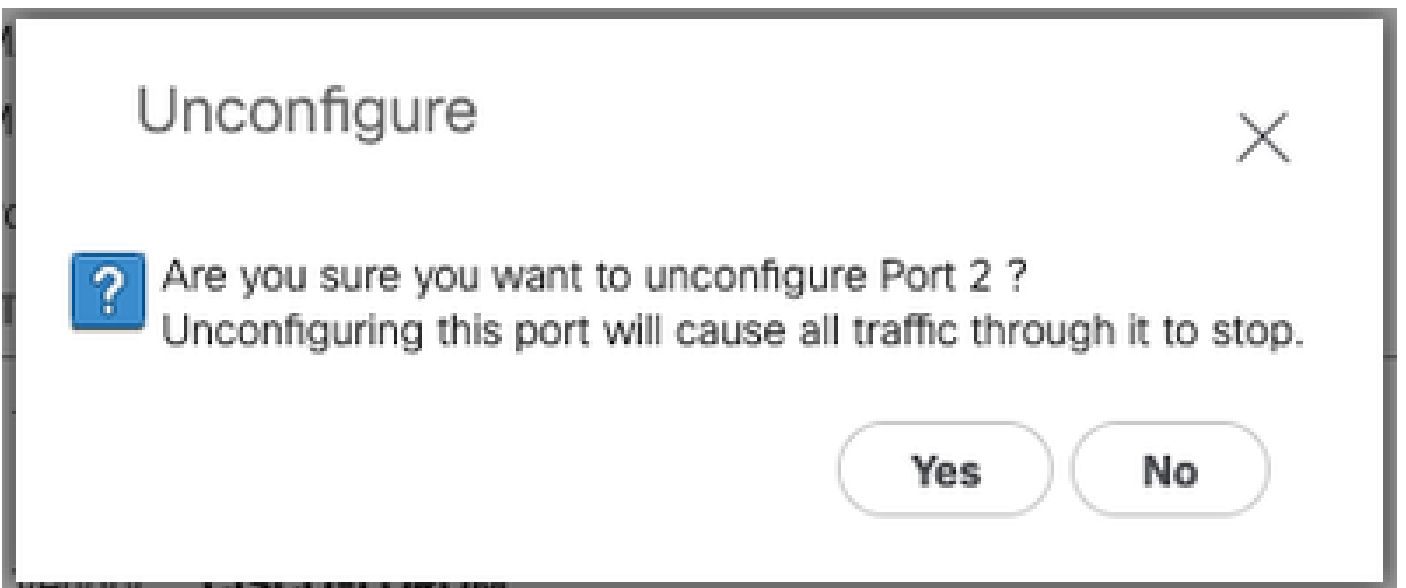 Unconfigure
Are you sure you want to unconfigure Port 2 ?
Unconfiguring this port will cause all traffic through it to stop.
Yes No